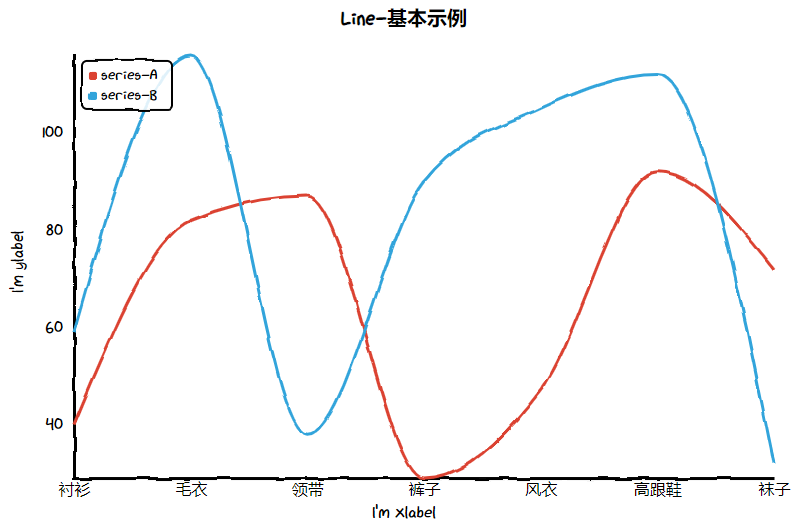 Line-基本示例
series-A
series-B
100
80
60
40
I'm ylabel
衬衫
毛衣
领带
裤子
风衣
高跟鞋
袜子
I'm xlabel